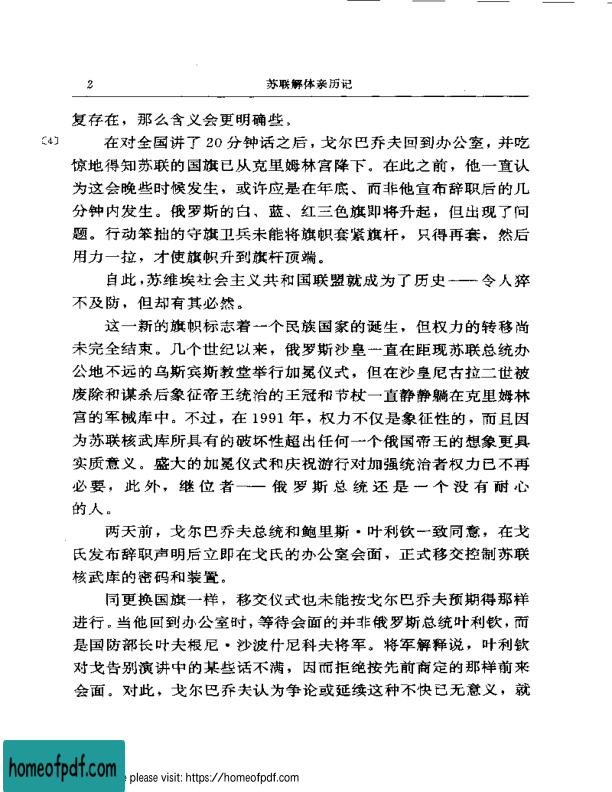 2 苏联解体亲历记
复存在，那么含义会更明确些。
〔4〕 在对全国讲了 20 分钟话之后，戈尔巴乔夫回到办公室，并吃
惊地得知苏联的国旗已从克里姆林宫降下。在此之前，他一直认
为这会晚些时候发生，或许应是在年底、而非他宣布辞职后的几
分钟内发生。俄罗斯的白、蓝、红三色旗即将升起，但出现了问
题。行动笨拙的守旗卫兵未能将旗帜套紧旗杆，只得再套，然后
用力一拉，才使旗帜升到旗杆顶端。
自此，苏维埃社会主义共和国联盟就成为了历史——令人猝
不及防，但却有其必然。
这一新的旗帜标志着一个民族国家的诞生，但权力的转移尚
未完全结束。几个世纪以来，俄罗斯沙皇一直在距现苏联总统办
公地不远的乌斯宾斯教堂举行加冕仪式，但在沙皇尼古拉二世被
废除和谋杀后象征帝王统治的王冠和节杖一直静静躺在克里姆林
宫的军械库中。不过，在 1991 年，权力不仅是象征性的，而且因
为苏联核武库所具有的破坏性超出任何一个俄国帝王的想象更具
实质意义。盛大的加冕仪式和庆祝游行对加强统治者权力已不再
必要，此外，继位者——俄罗斯总统还是一个没有耐心
的人。
两天前，戈尔巴乔夫总统和鲍里斯·叶利钦一致同意，在戈
氏发布辞职声明后立即在戈氏的办公室会面，正式移交控制苏联
核武库的密码和装置。
同更换国旗一样，移交仪式也未能按戈尔巴乔夫预期得那样
进行。当他回到办公室时，等待会面的并非俄罗斯总统叶利钦，而
是国防部长叶夫根尼·沙波什尼科夫将军。将军解释说，叶利钦
对戈告别演讲中的某些话不满，因而拒绝按先前商定的那样前来
会面。对此，戈尔巴乔夫认为争论或延续这种不快已无意义，就
homeofpdf.com
e please visit: https://homeofpdf.com